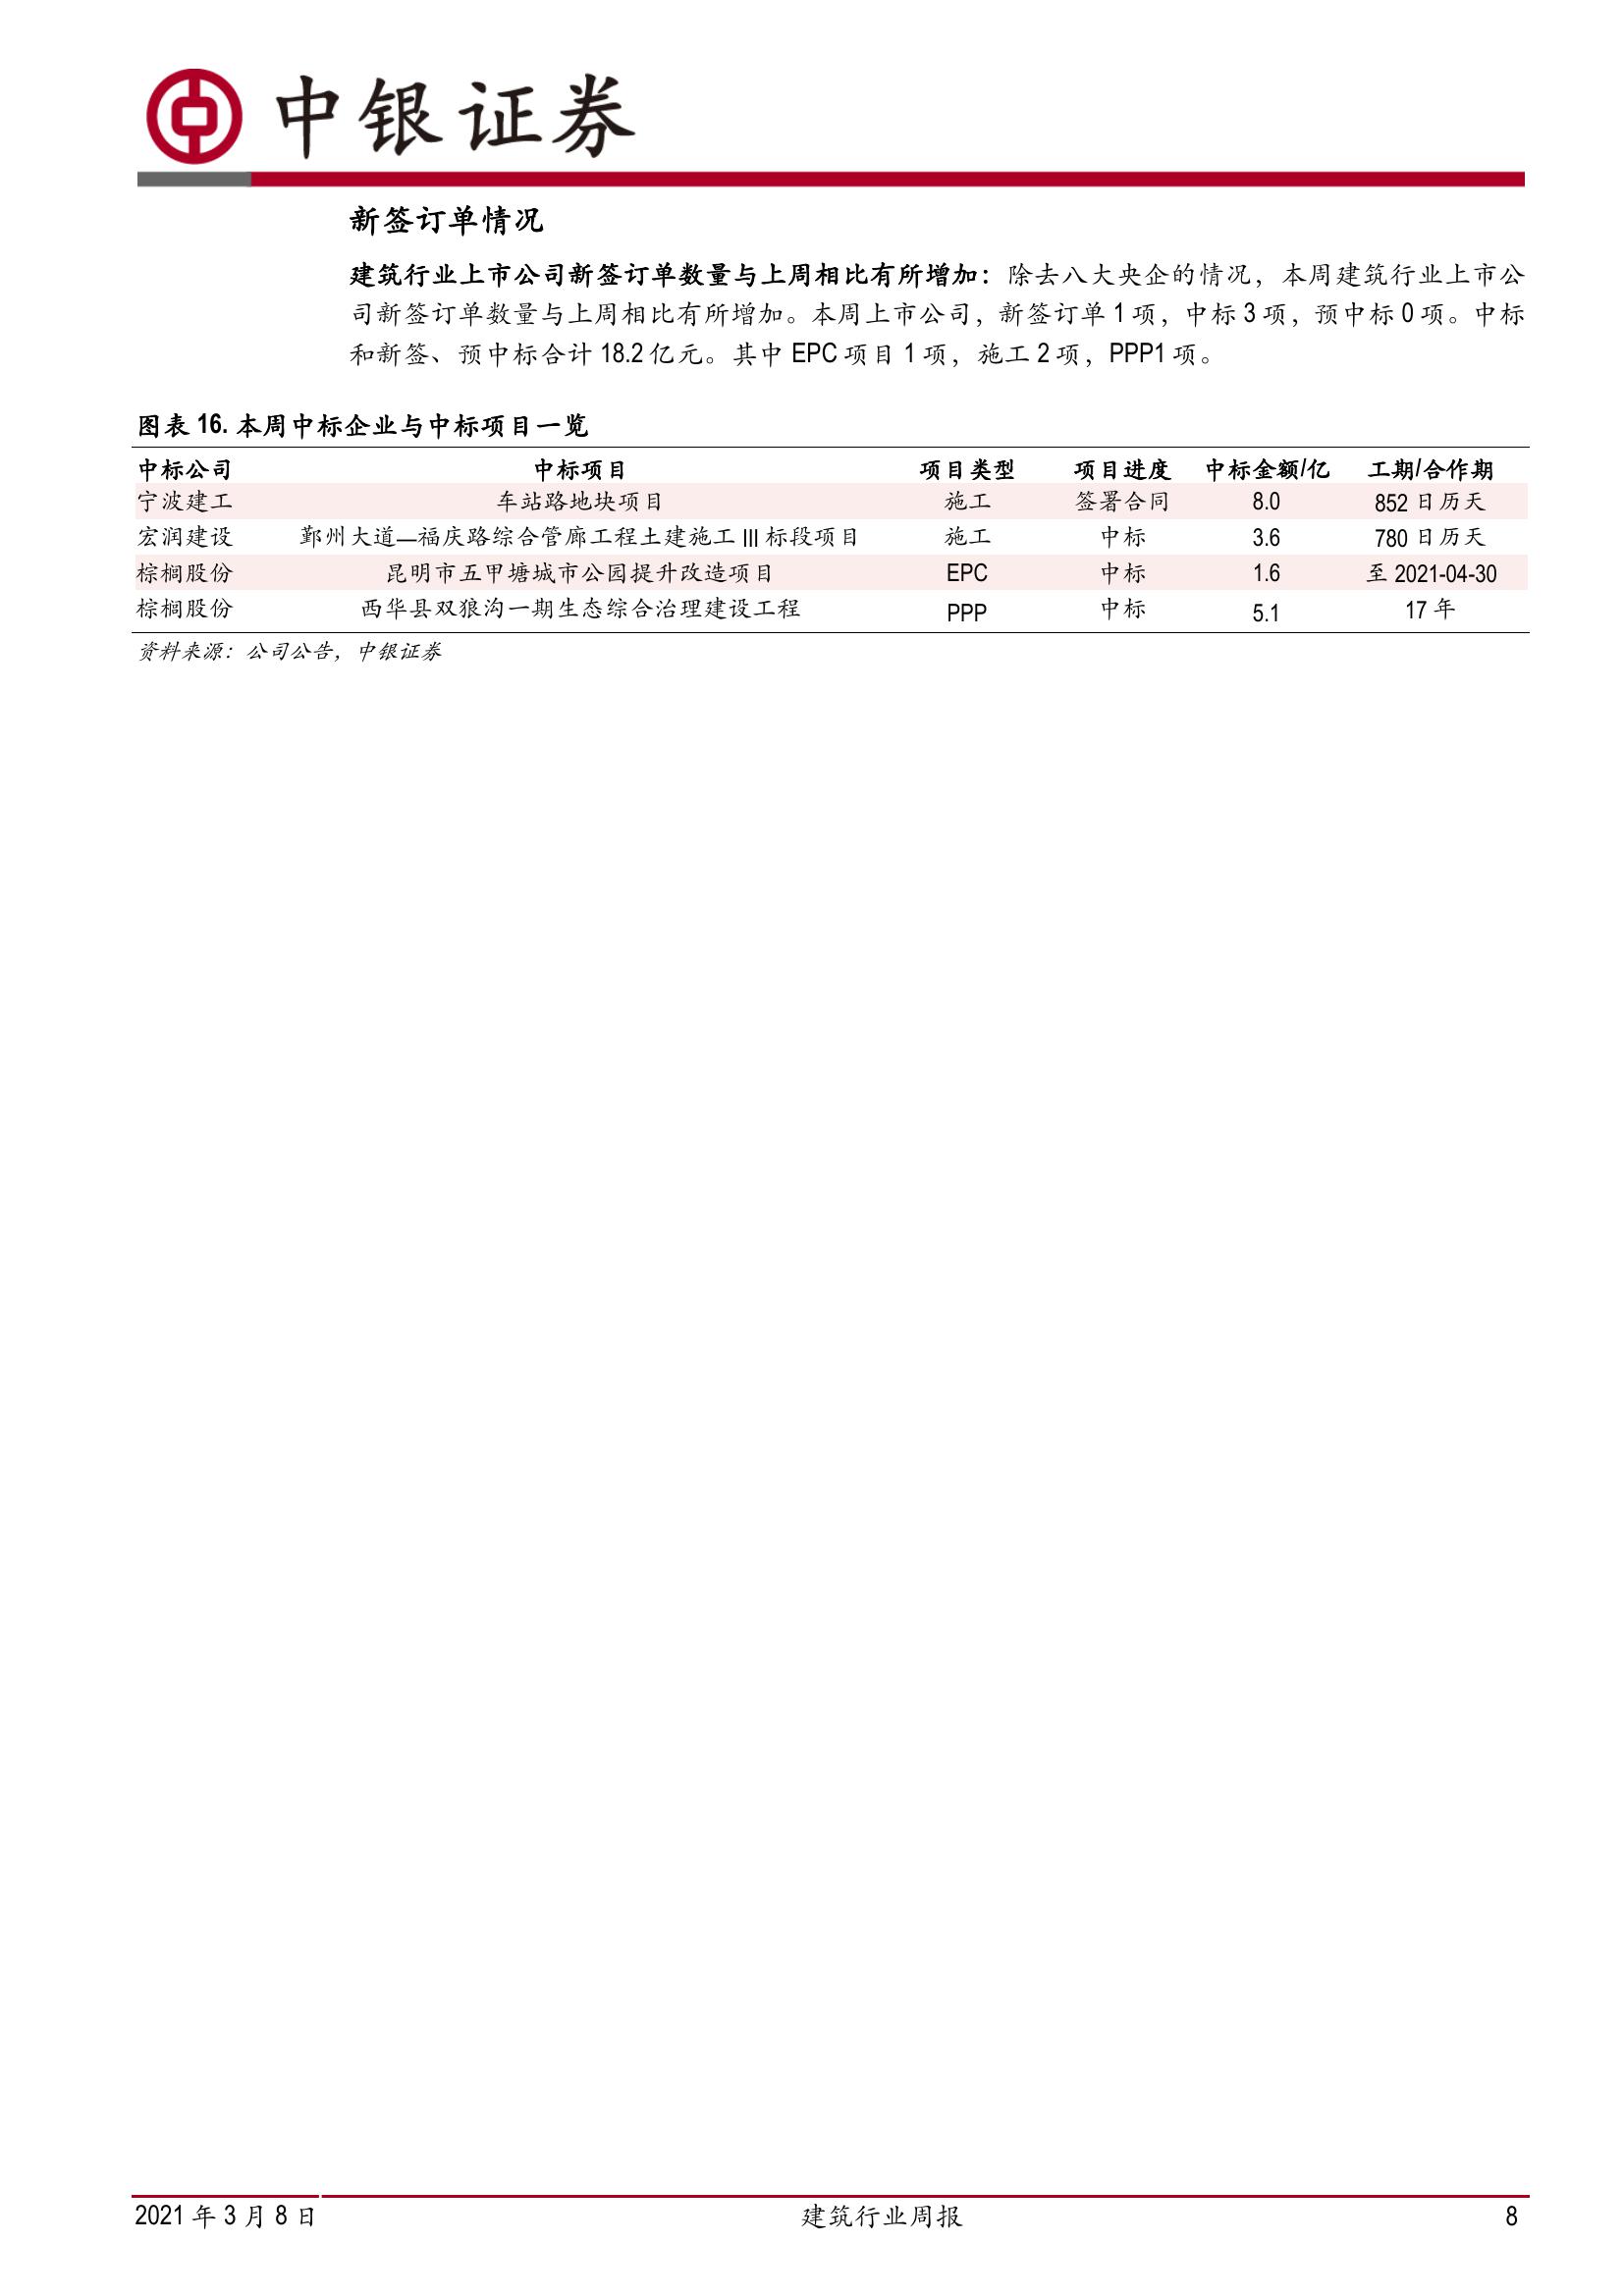 中银证券
新签订单情况
建筑行业上市公司新签订单数量与上周相比有所增加：除去八大央企的情况，本周建筑行业上市公
司新签订单数量与上周相比有所增加。本周上市公司，新签订单 1 项，中标 3 项，预中标 0 项。中标
和新签、预中标合计 18.2 亿元。其中 EPC 项目 1 项，施工 2 项，PPP1 项。
图表 16. 本周中标企业与中标项目一览
中标公司 中标项目 项目类型 项目进度 中标金额/亿 工期/合作期
宁波建工 车站路地块项目 施工 签署合同 8.0 852 日历天
宏润建设 鄞州大道—福庆路综合管廊工程土建施工 III 标段项目 施工 中标 3.6 780 日历天
棕榈股份 昆明市五甲塘城市公园提升改造项目 EPC 中标 1.6 至 2021-04-30
棕榈股份 西华县双狼沟一期生态综合治理建设工程 PPP 中标 5.1 17 年
资料来源：公司公告，中银证券
2021 年 3 月 8 日 建筑行业周报 8